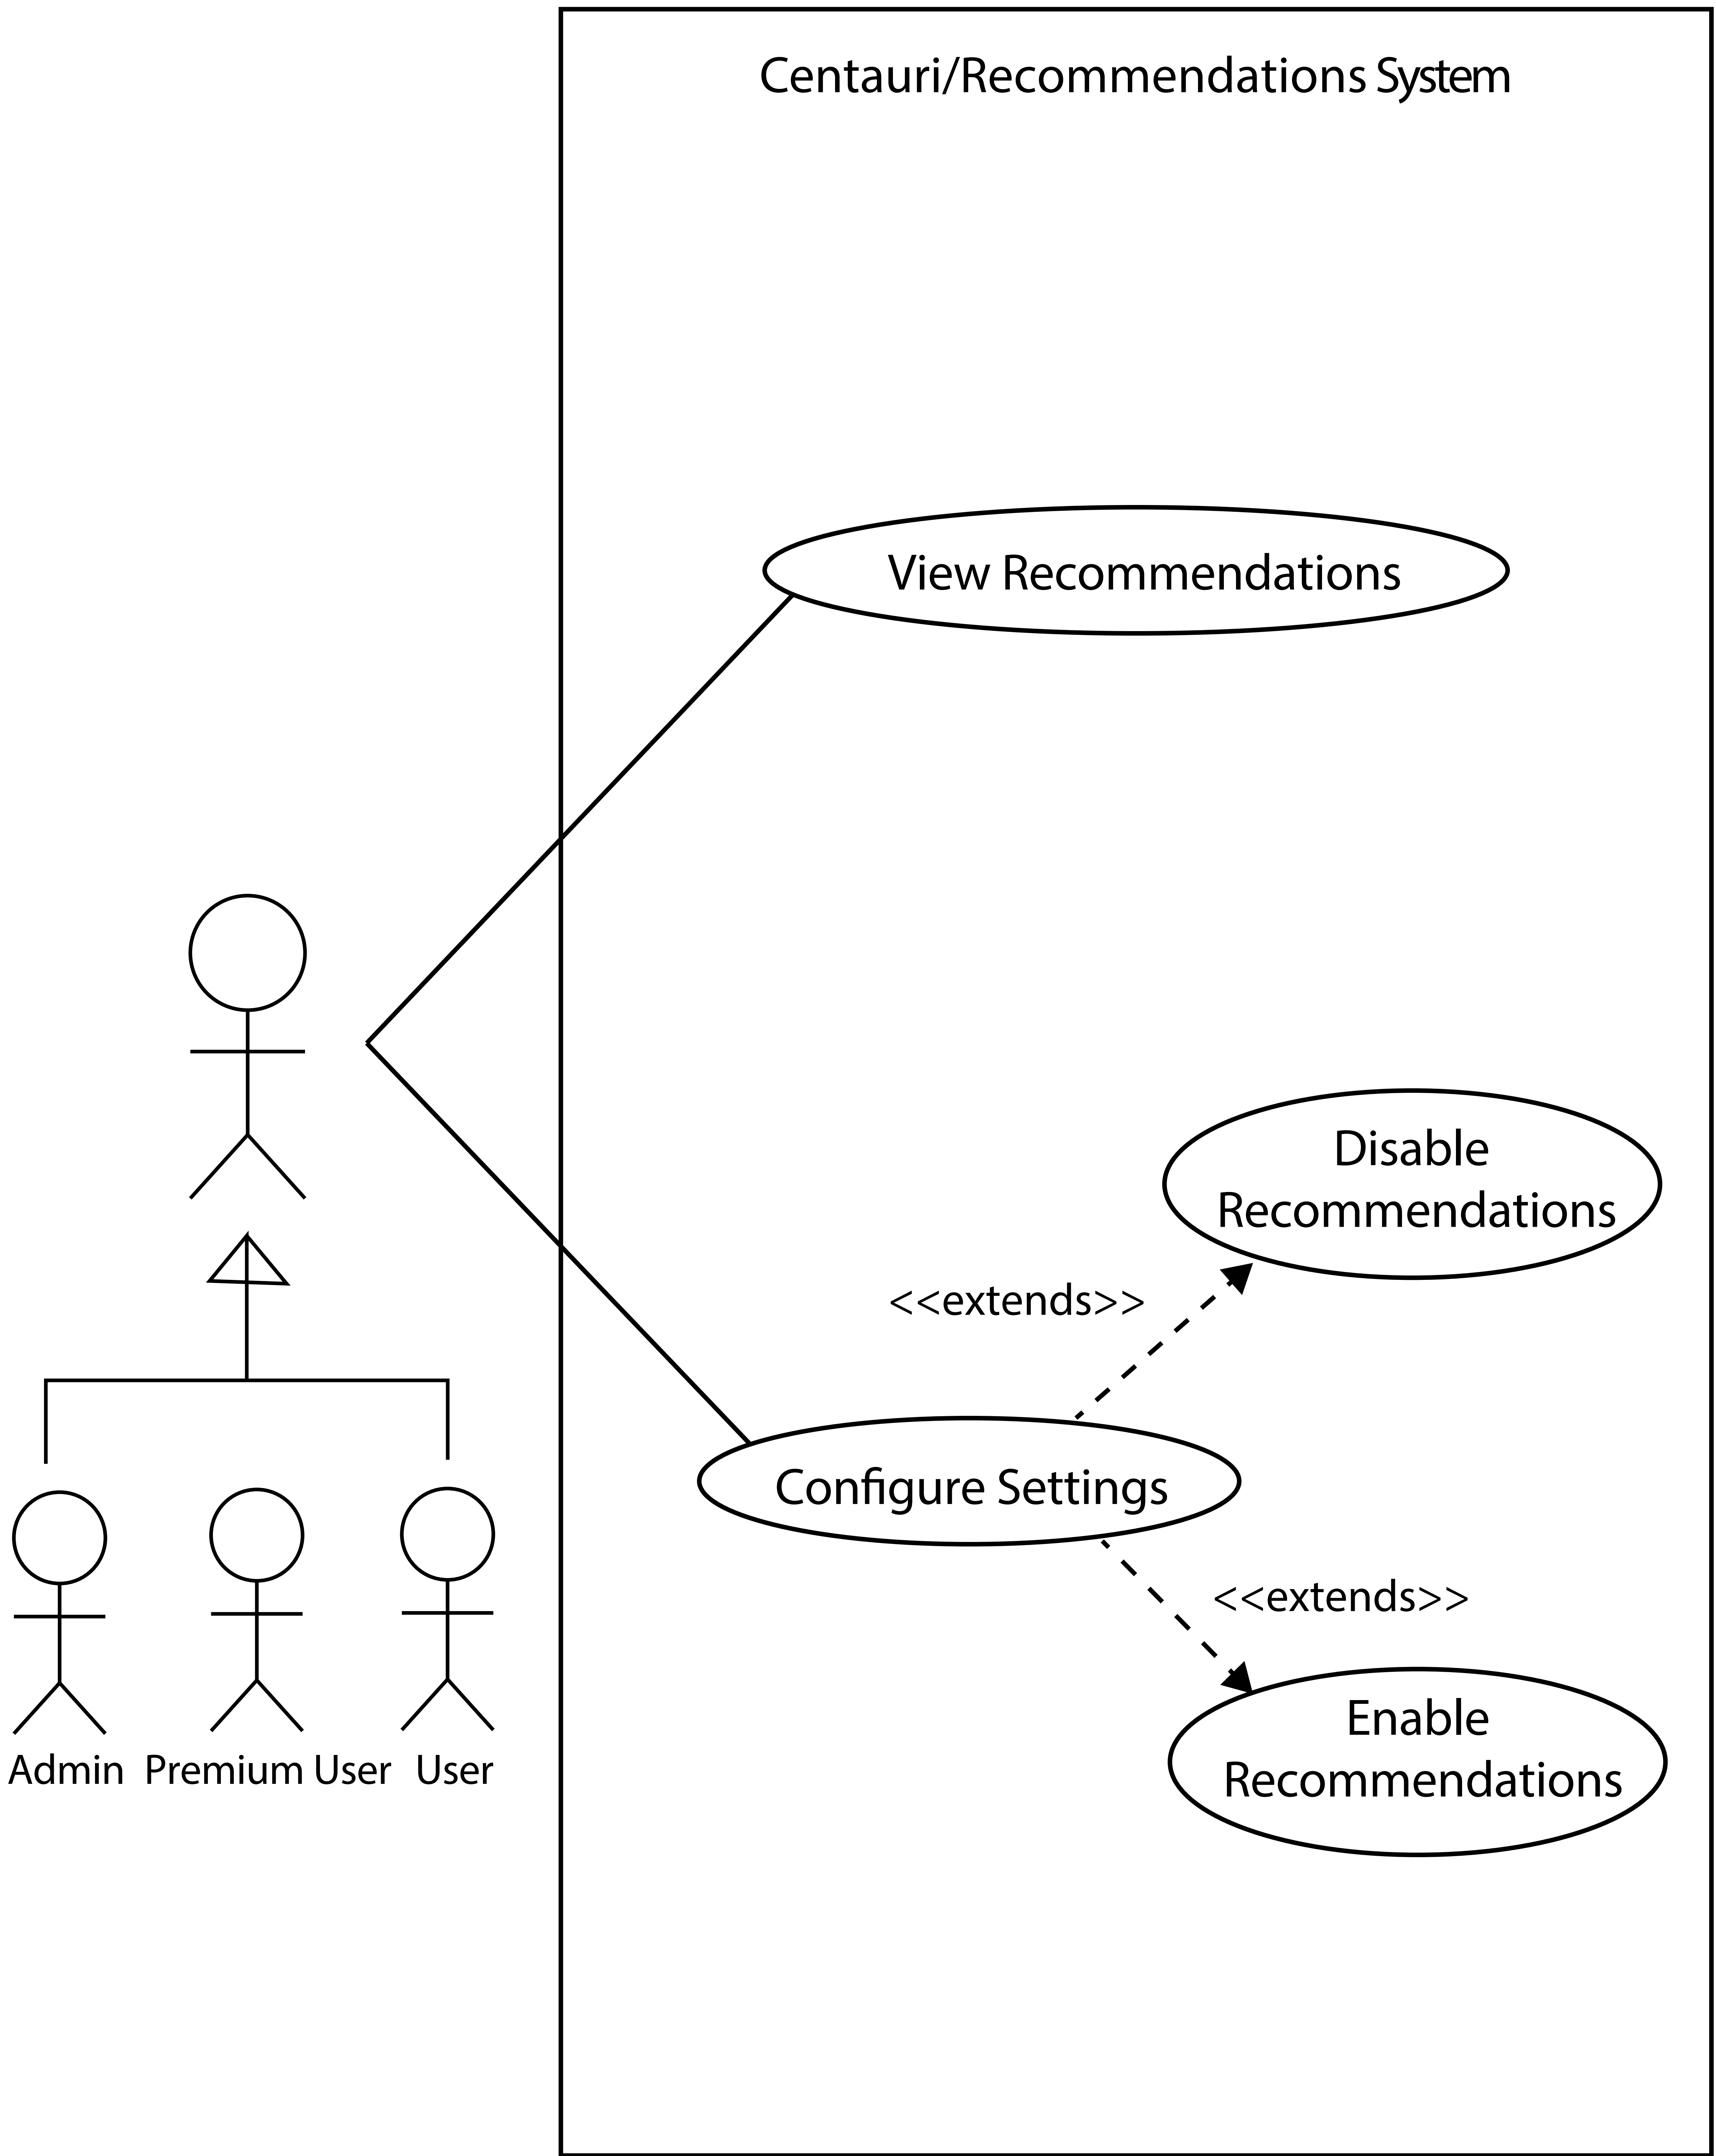 Centauri/Recommendations System
View Recommendations
Disable
Recommendations
<<extends>>
Configure Settings
<<extends>>
Enable
Recommendations
Admin Premium User User